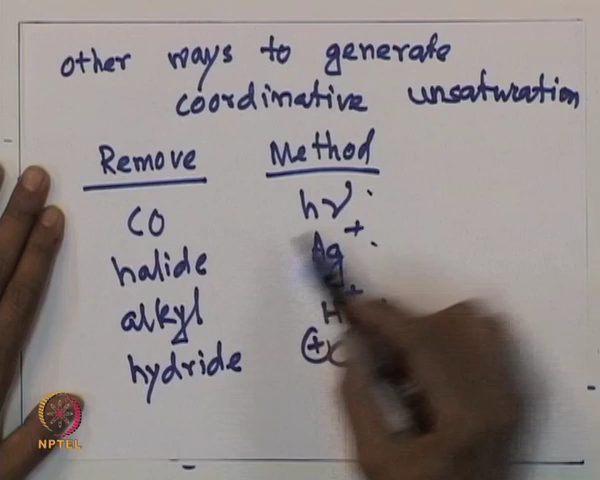 other ways to generate
coordinative unsaturation
Remove Method
CO hν
halide Ag+
alkyl H+
hydride
NPTEL